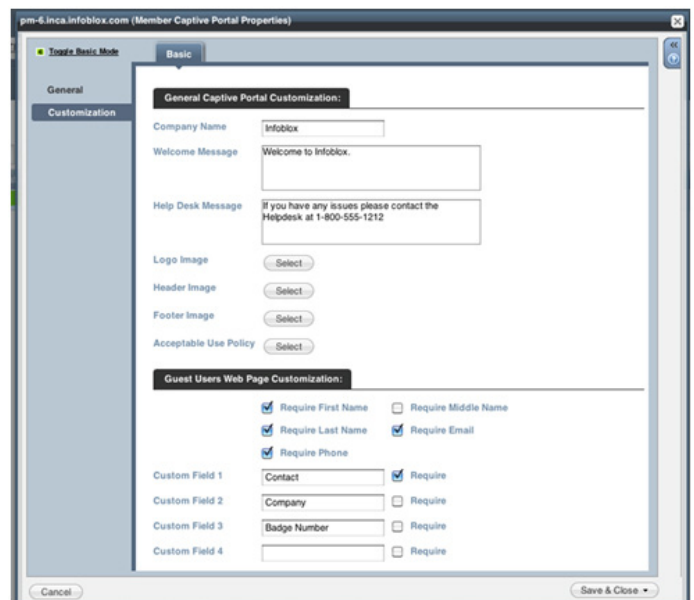 pm-6.inca.infoblox.com (Member Captive Portal Properties)
Toggle Basic Mode
Basic
General
Customization
General Captive Portal Customization:
Company Name
Infoblox
Welcome Message
Welcome to Infoblox.
Help Desk Message
If you have any issues please contact the
Helpdesk at 1-800-555-1212
Logo Image
Select
Header Image
Select
Footer Image
Select
Acceptable Use Policy
Select
Guest Users Web Page Customization:
Require First Name
Require Middle Name
Require Last Name
Require Email
Require Phone
Custom Field 1
Contact
Require
Custom Field 2
Company
Require
Custom Field 3
Badge Number
Require
Custom Field 4
Require
Cancel
Save & Close